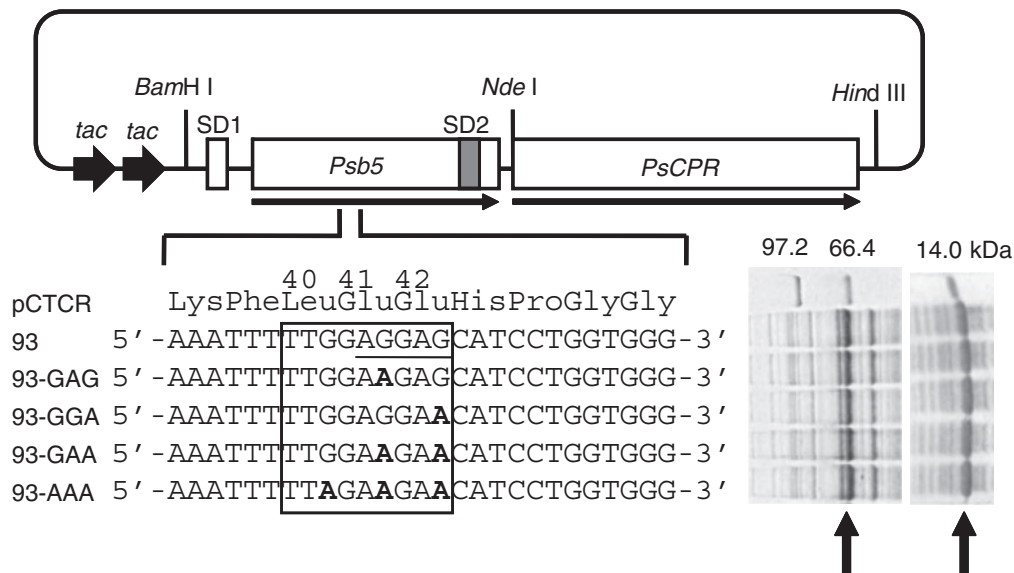 BamH I
Nde I
Hind III
tac tac SD1 SD2
Psb5 PsCPR
97.2 66.4 14.0 kDa
40 41 42
pCTCR LysPheLeuGluGluHisProGlyGly
93 5′-AAATTTTTGGAGGAGCATCCTGGTGGG-3′
93-GAG 5′-AAATTTTTGGAAGAGCATCCTGGTGGG-3′
93-GGA 5′-AAATTTTTGGAGGAACATCCTGGTGGG-3′
93-GAA 5′-AAATTTTTGGAAGAACATCCTGGTGGG-3′
93-AAA 5′-AAATTTTTAGAAGAACATCCTGGTGGG-3′